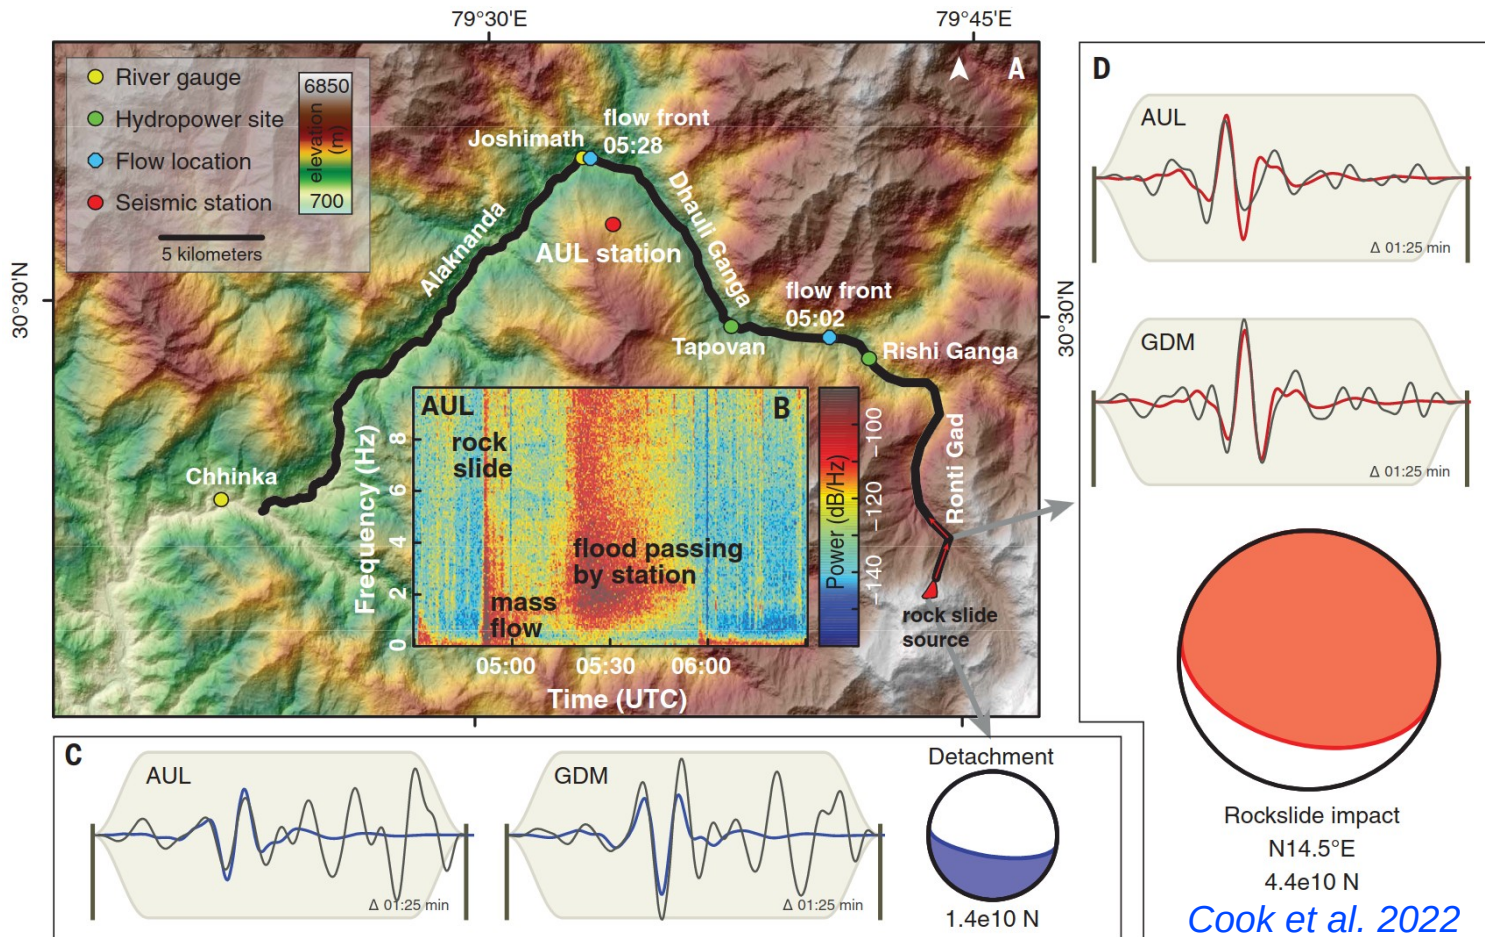 79°30'E
79°45'E
A
River gauge
Hydropower site
Flow location
Seismic station
6850
elevation
(m)
700
5 kilometers
30°30'N
30°30'N
Joshimath
flow front
05:28
Dhauli Ganga
Alaknanda
AUL station
flow front
05:02
Tapovan
Rishi Ganga
Ronti Gad
Chhinka
rock slide
source
AUL
B
rock
slide
flood passing
by station
mass
flow
Frequency (Hz)
8
6
4
2
0
05:00
05:30
06:00
Time (UTC)
Power (dB/Hz)
−100
−120
−140
D
AUL
Δ 01:25 min
GDM
Δ 01:25 min
Rockslide impact
N14.5°E
4.4e10 N
C
AUL
Δ 01:25 min
GDM
Δ 01:25 min
Detachment
1.4e10 N
Cook et al. 2022